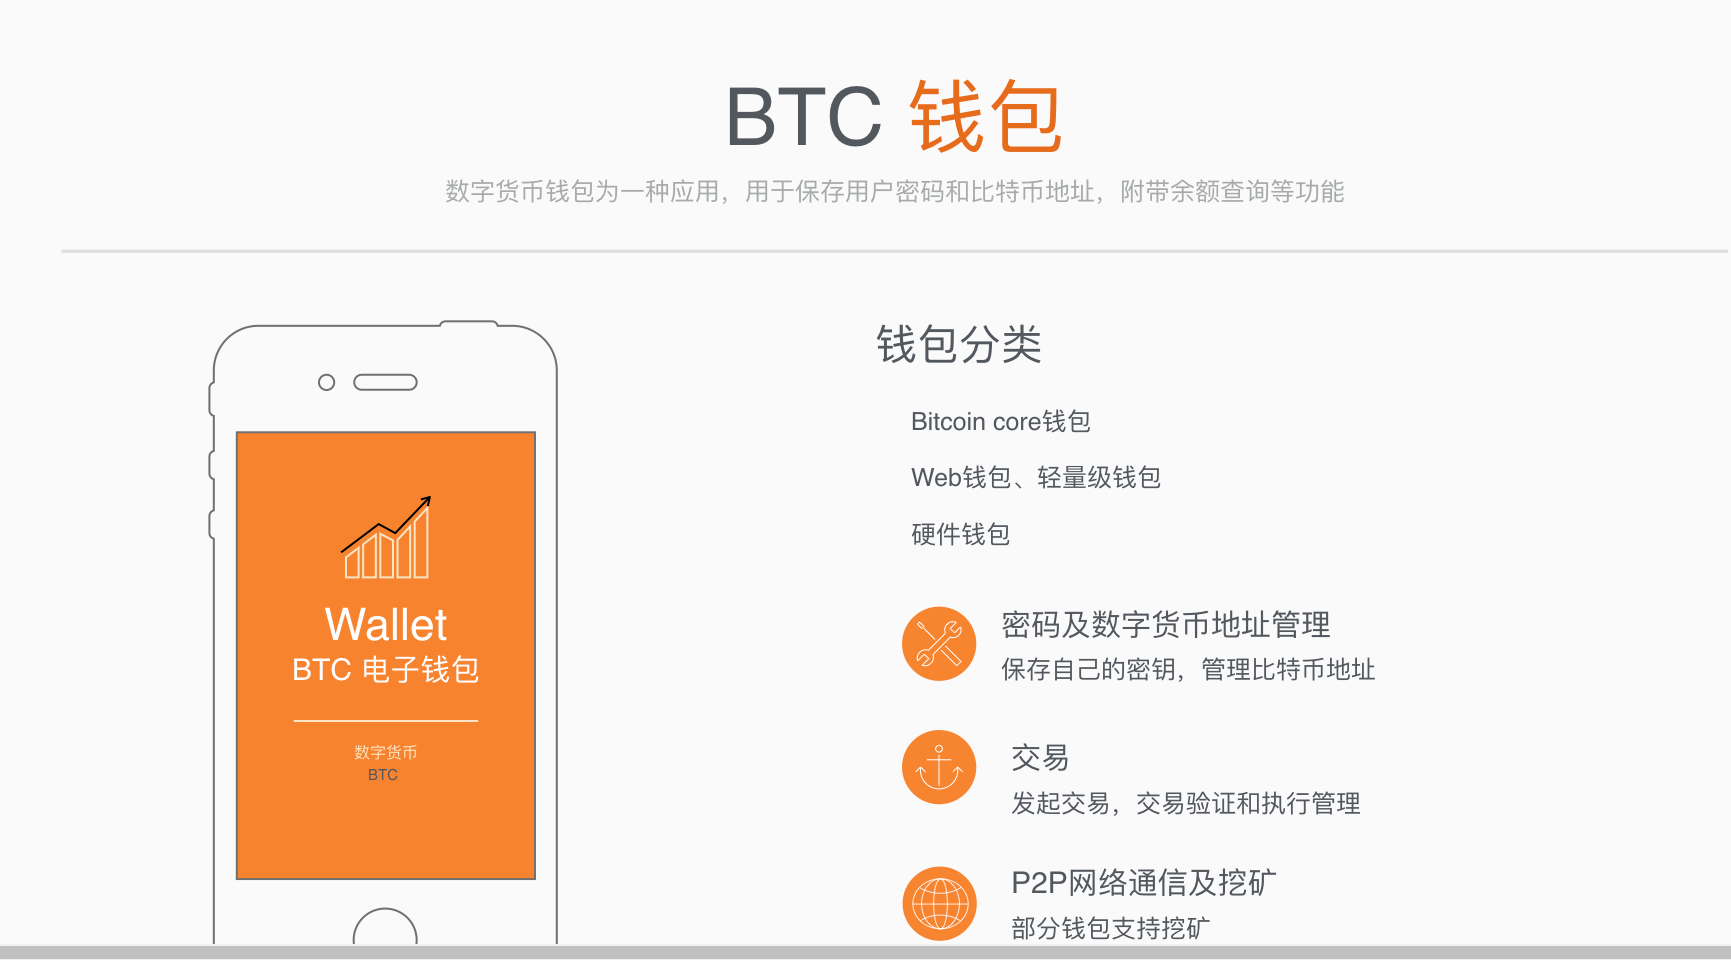 BTC 钱包
数字货币钱包为一种应用，用于保存用户密码和比特币地址，附带余额查询等功能
Wallet
BTC 电子钱包
数字货币
BTC
钱包分类
Bitcoin core钱包
Web钱包、轻量级钱包
硬件钱包
密码及数字货币地址管理
保存自己的密钥，管理比特币地址
交易
发起交易，交易验证和执行管理
P2P网络通信及挖矿
部分钱包支持挖矿